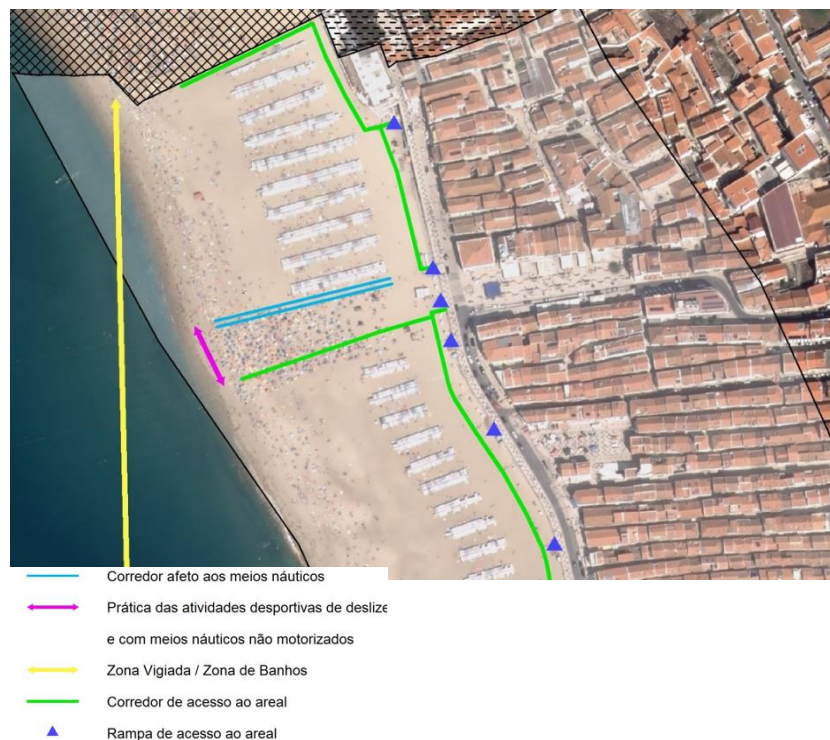 Corredor afeto aos meios náuticos
Prática das atividades desportivas de deslize
e com meios náuticos não motorizados
Zona Vigiada / Zona de Banhos
Corredor de acesso ao areal
Rampa de acesso ao areal